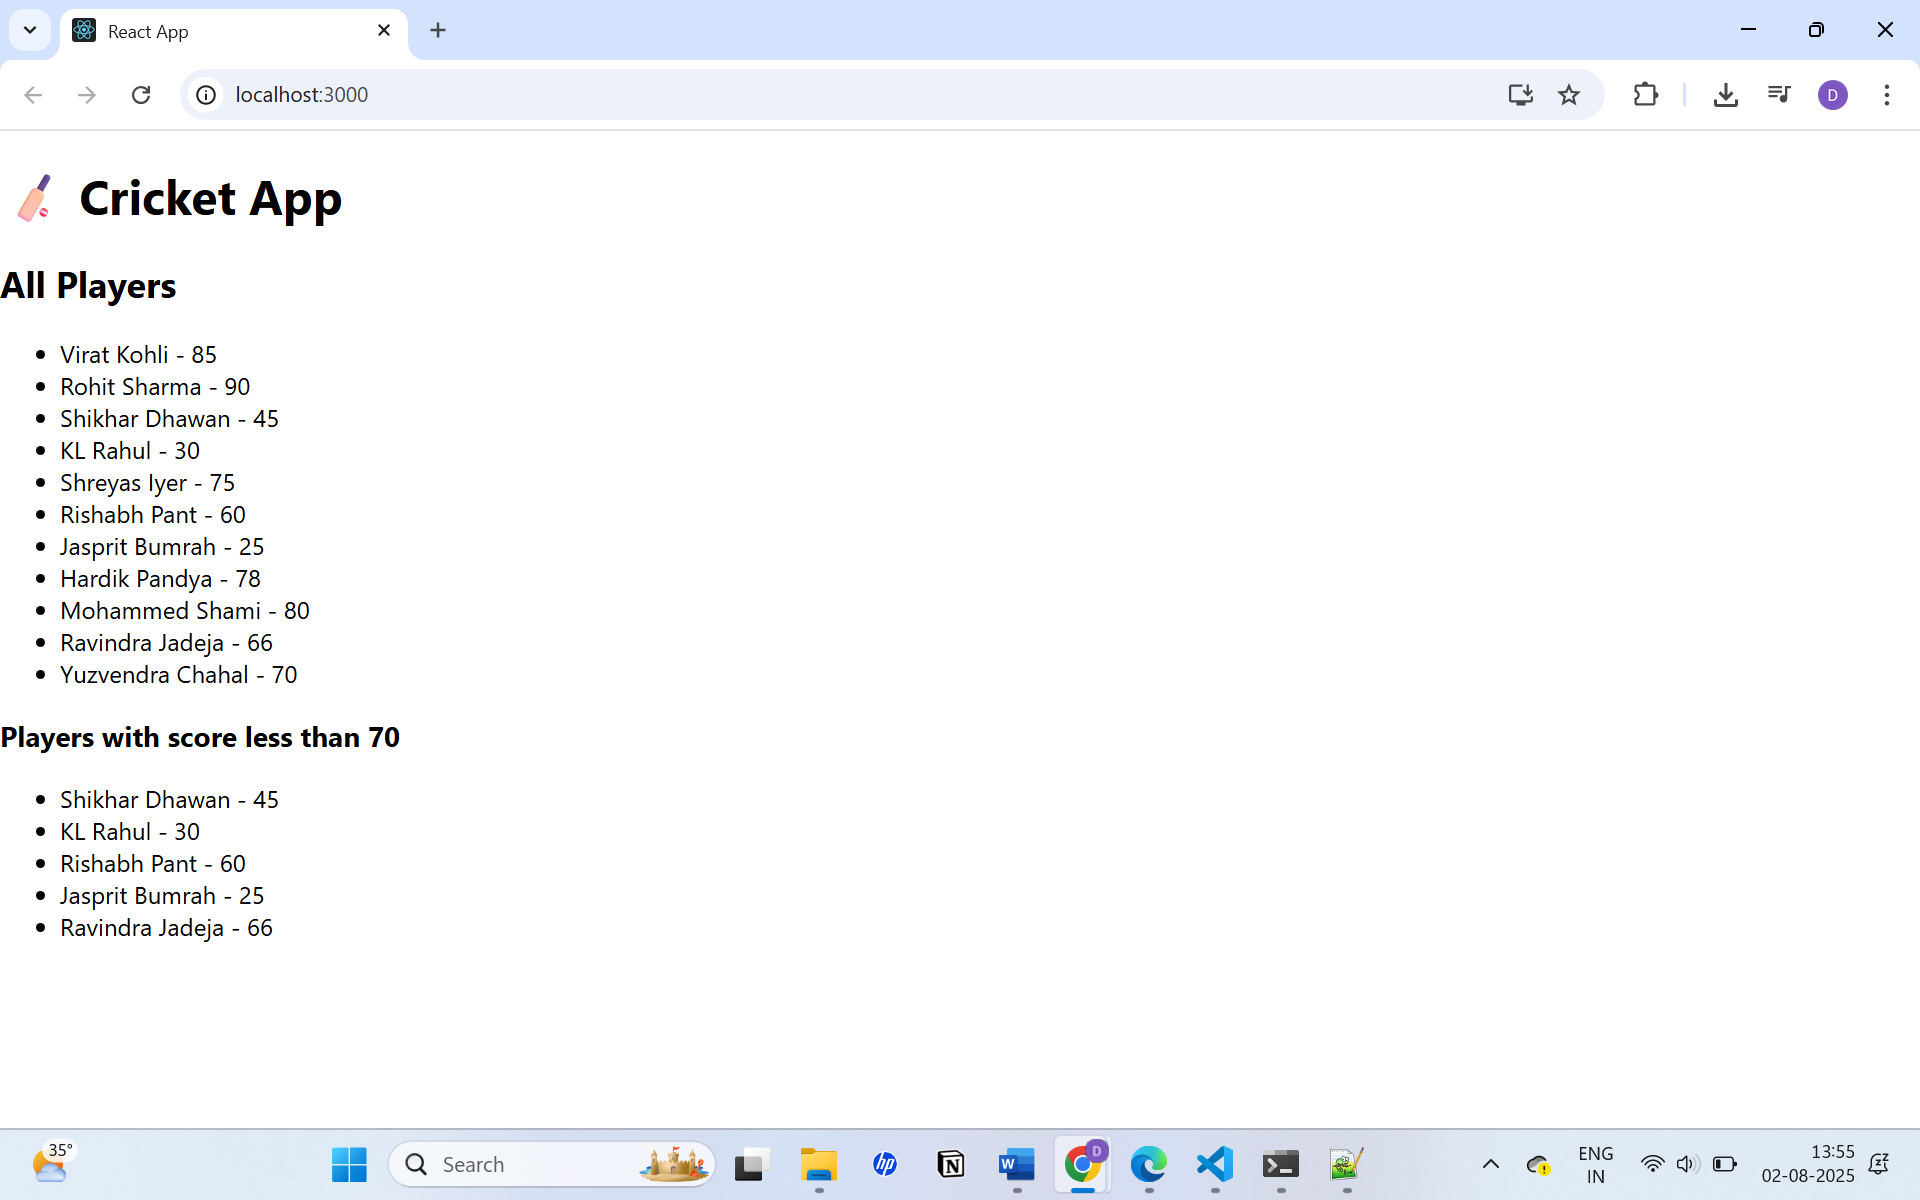 React App
localhost:3000
D
Cricket App
All Players
Virat Kohli - 85
Rohit Sharma - 90
Shikhar Dhawan - 45
KL Rahul - 30
Shreyas Iyer - 75
Rishabh Pant - 60
Jasprit Bumrah - 25
Hardik Pandya - 78
Mohammed Shami - 80
Ravindra Jadeja - 66
Yuzvendra Chahal - 70
Players with score less than 70
Shikhar Dhawan - 45
KL Rahul - 30
Rishabh Pant - 60
Jasprit Bumrah - 25
Ravindra Jadeja - 66
35°
Search
hp
N
W
D
ENG
IN
13:55
02-08-2025